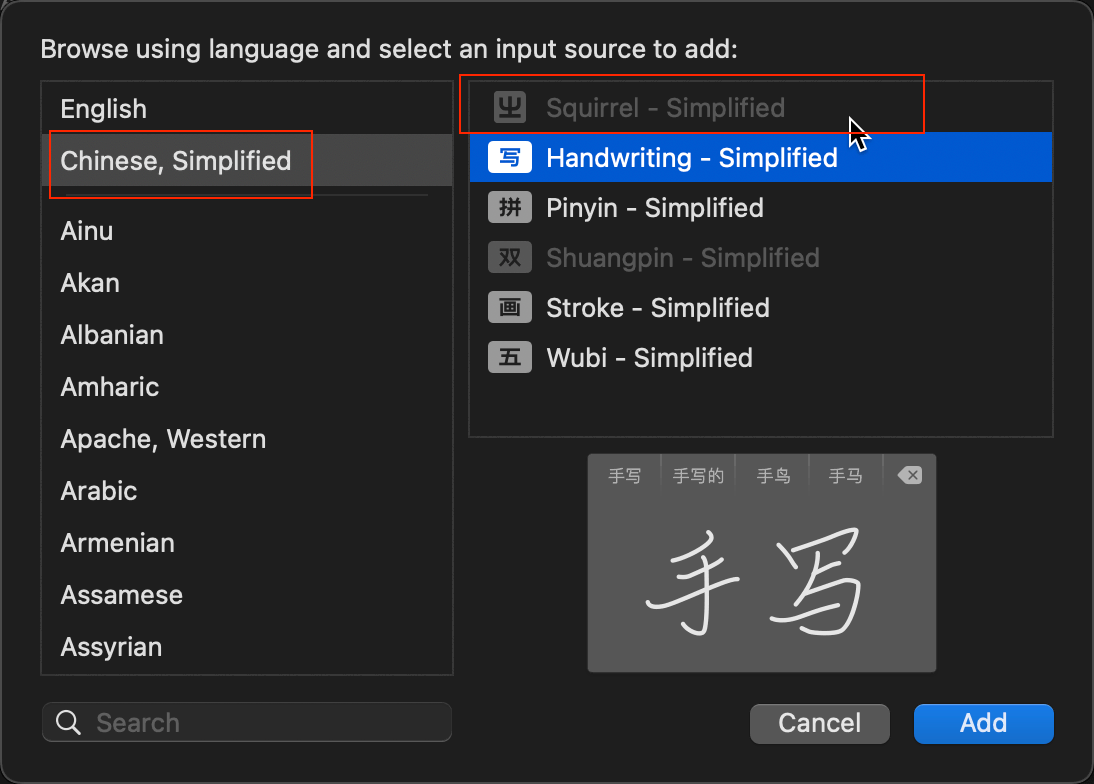 Browse using language and select an input source to add:
English
Chinese, Simplified
Ainu
Akan
Albanian
Amharic
Apache, Western
Arabic
Armenian
Assamese
Assyrian
Search
Squirrel - Simplified
写 Handwriting - Simplified
拼 Pinyin - Simplified
双 Shuangpin - Simplified
画 Stroke - Simplified
五 Wubi - Simplified
手写 手写的 手鸟 手马
手写
Cancel
Add